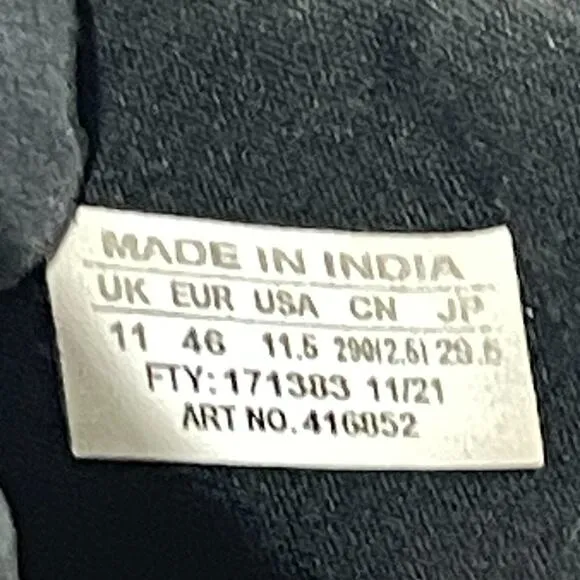 MADE IN INDIA
UK EUR USA CN JP
11 46 11.5 290(2.5) 29.5
FTY: 171383 11/21
ART NO. 416852